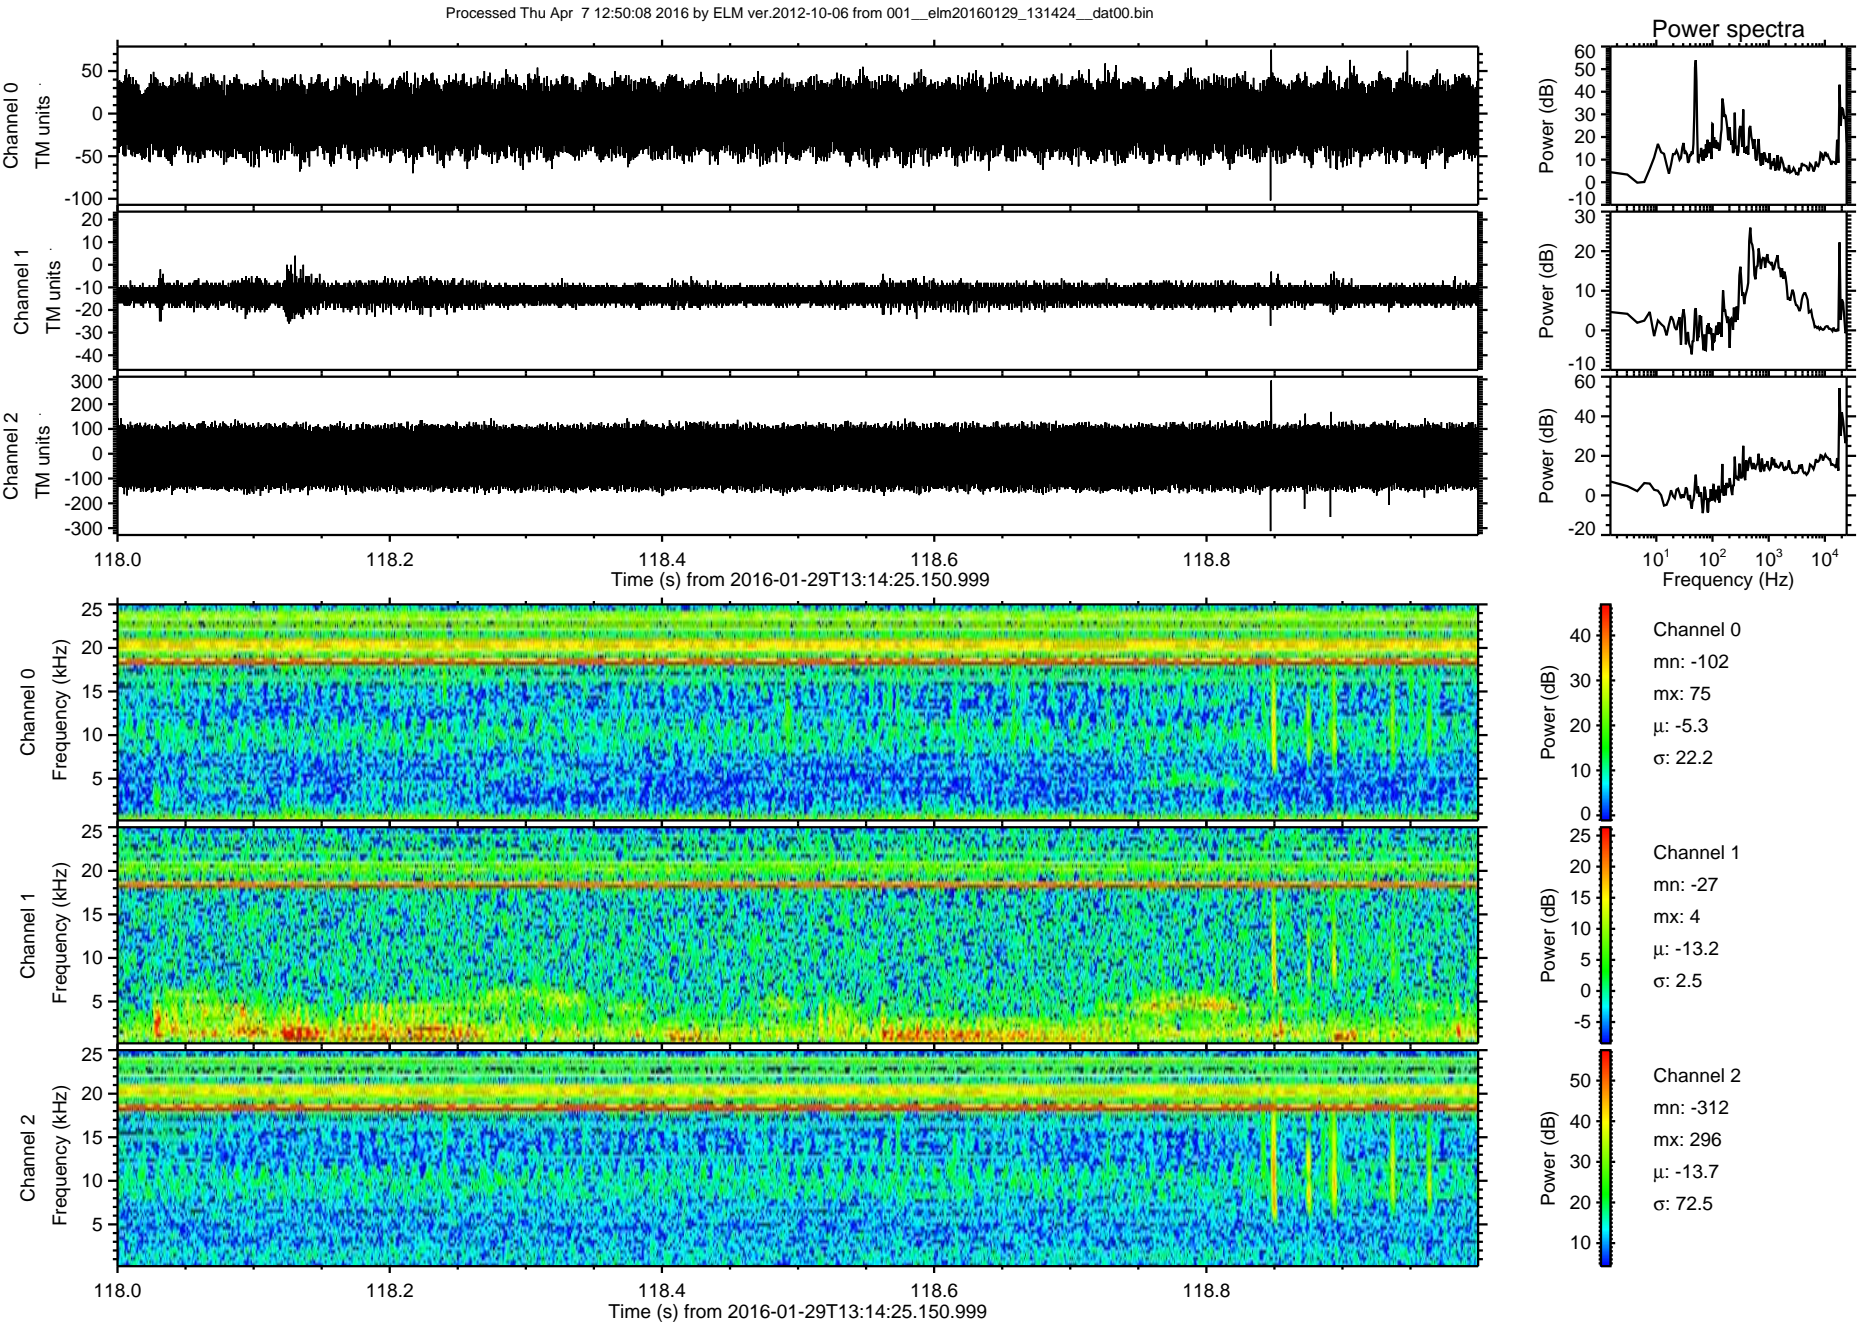 Processed Thu Apr  7 12:50:08 2016 by ELM ver.2012-10-06 from 001__elm20160129_131424__dat00.bin
Power spectra
Channel 0
TM units
50
0
-50
-100
Power (dB)
60
50
40
30
20
10
0
-10
Channel 1
TM units
20
10
0
-10
-20
-30
-40
Power (dB)
30
20
10
0
-10
Channel 2
TM units
300
200
100
0
-100
-200
-300
Power (dB)
60
40
20
0
-20
118.0 118.2 118.4 118.6 118.8
Time (s) from 2016-01-29T13:14:25.150.999
10^1 10^2 10^3 10^4
Frequency (Hz)
Channel 0
Frequency (kHz)
25
20
15
10
5
Power (dB)
40
30
20
10
0
Channel 0
mn: -102
mx: 75
μ: -5.3
σ: 22.2
Channel 1
Frequency (kHz)
25
20
15
10
5
Power (dB)
25
20
15
10
5
0
-5
Channel 1
mn: -27
mx: 4
μ: -13.2
σ: 2.5
Channel 2
Frequency (kHz)
25
20
15
10
5
Power (dB)
50
40
30
20
10
Channel 2
mn: -312
mx: 296
μ: -13.7
σ: 72.5
118.0 118.2 118.4 118.6 118.8
Time (s) from 2016-01-29T13:14:25.150.999